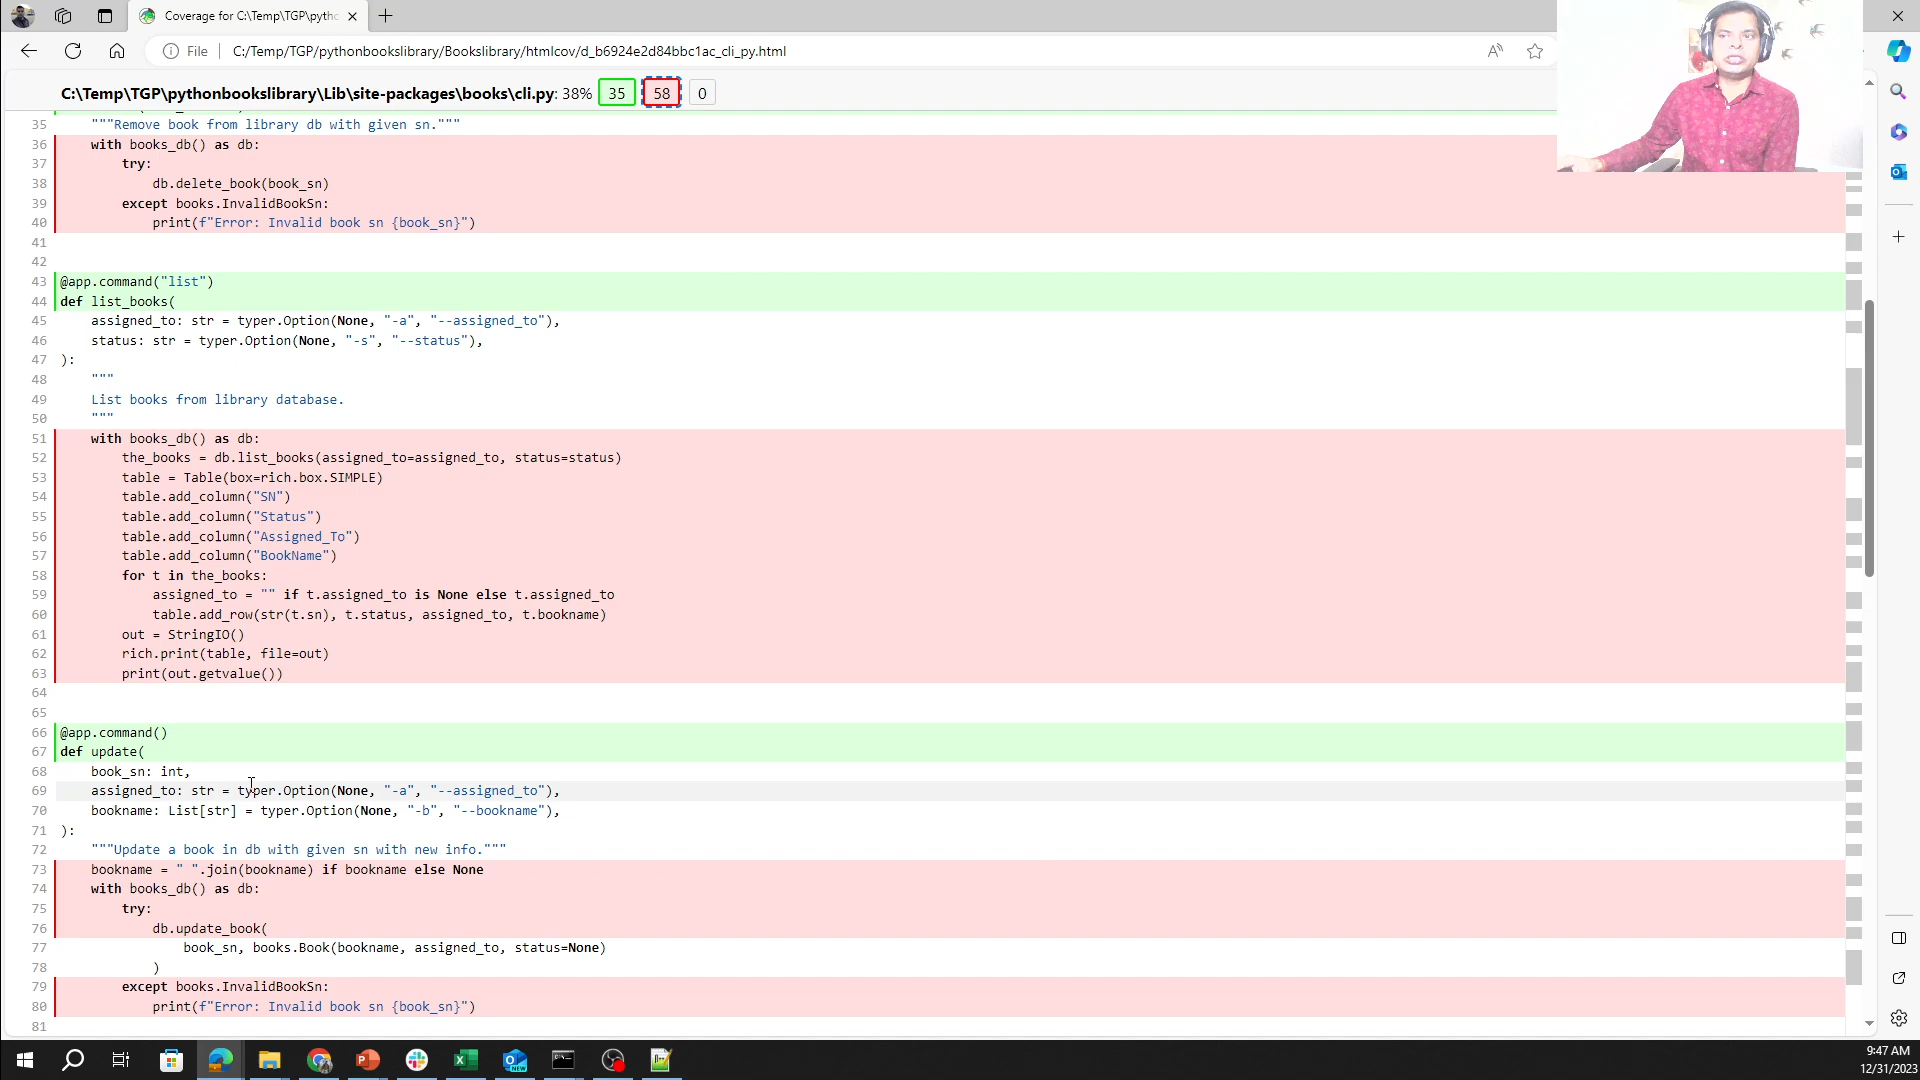 Coverage for C:\Temp\TGP\pytho
File
C:/Temp/TGP/pythonbookslibrary/Bookslibrary/htmlcov/d_b6924e2d84bbc1ac_cli_py.html
C:\Temp\TGP\pythonbookslibrary\Lib\site-packages\books\cli.py: 38% 35 58 0
35 """Remove book from library db with given sn."""
36 with books_db() as db:
37 try:
38 db.delete_book(book_sn)
39 except books.InvalidBookSn:
40 print(f"Error: Invalid book sn {book_sn}")
41
42
43 @app.command("list")
44 def list_books(
45 assigned_to: str = typer.Option(None, "-a", "--assigned_to"),
46 status: str = typer.Option(None, "-s", "--status"),
47 ):
48 """
49 List books from library database.
50 """
51 with books_db() as db:
52 the_books = db.list_books(assigned_to=assigned_to, status=status)
53 table = Table(box=rich.box.SIMPLE)
54 table.add_column("SN")
55 table.add_column("Status")
56 table.add_column("Assigned_To")
57 table.add_column("BookName")
58 for t in the_books:
59 assigned_to = "" if t.assigned_to is None else t.assigned_to
60 table.add_row(str(t.sn), t.status, assigned_to, t.bookname)
61 out = StringIO()
62 rich.print(table, file=out)
63 print(out.getvalue())
64
65
66 @app.command()
67 def update(
68 book_sn: int,
69 assigned_to: str = typer.Option(None, "-a", "--assigned_to"),
70 bookname: List[str] = typer.Option(None, "-b", "--bookname"),
71 ):
72 """Update a book in db with given sn with new info."""
73 bookname = " ".join(bookname) if bookname else None
74 with books_db() as db:
75 try:
76 db.update_book(
77 book_sn, books.Book(bookname, assigned_to, status=None)
78 )
79 except books.InvalidBookSn:
80 print(f"Error: Invalid book sn {book_sn}")
81
9:47 AM
12/31/2023